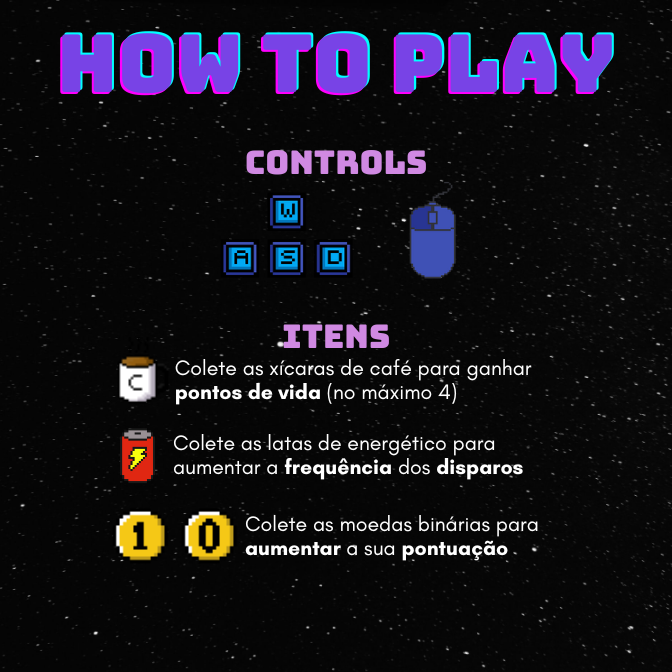 HOW TO PLAY
CONTROLS
W
A S D
ITENS
C
Colete as xícaras de café para ganhar
pontos de vida (no máximo 4)
Colete as latas de energético para
aumentar a frequência dos disparos
1 0
Colete as moedas binárias para
aumentar a sua pontuação